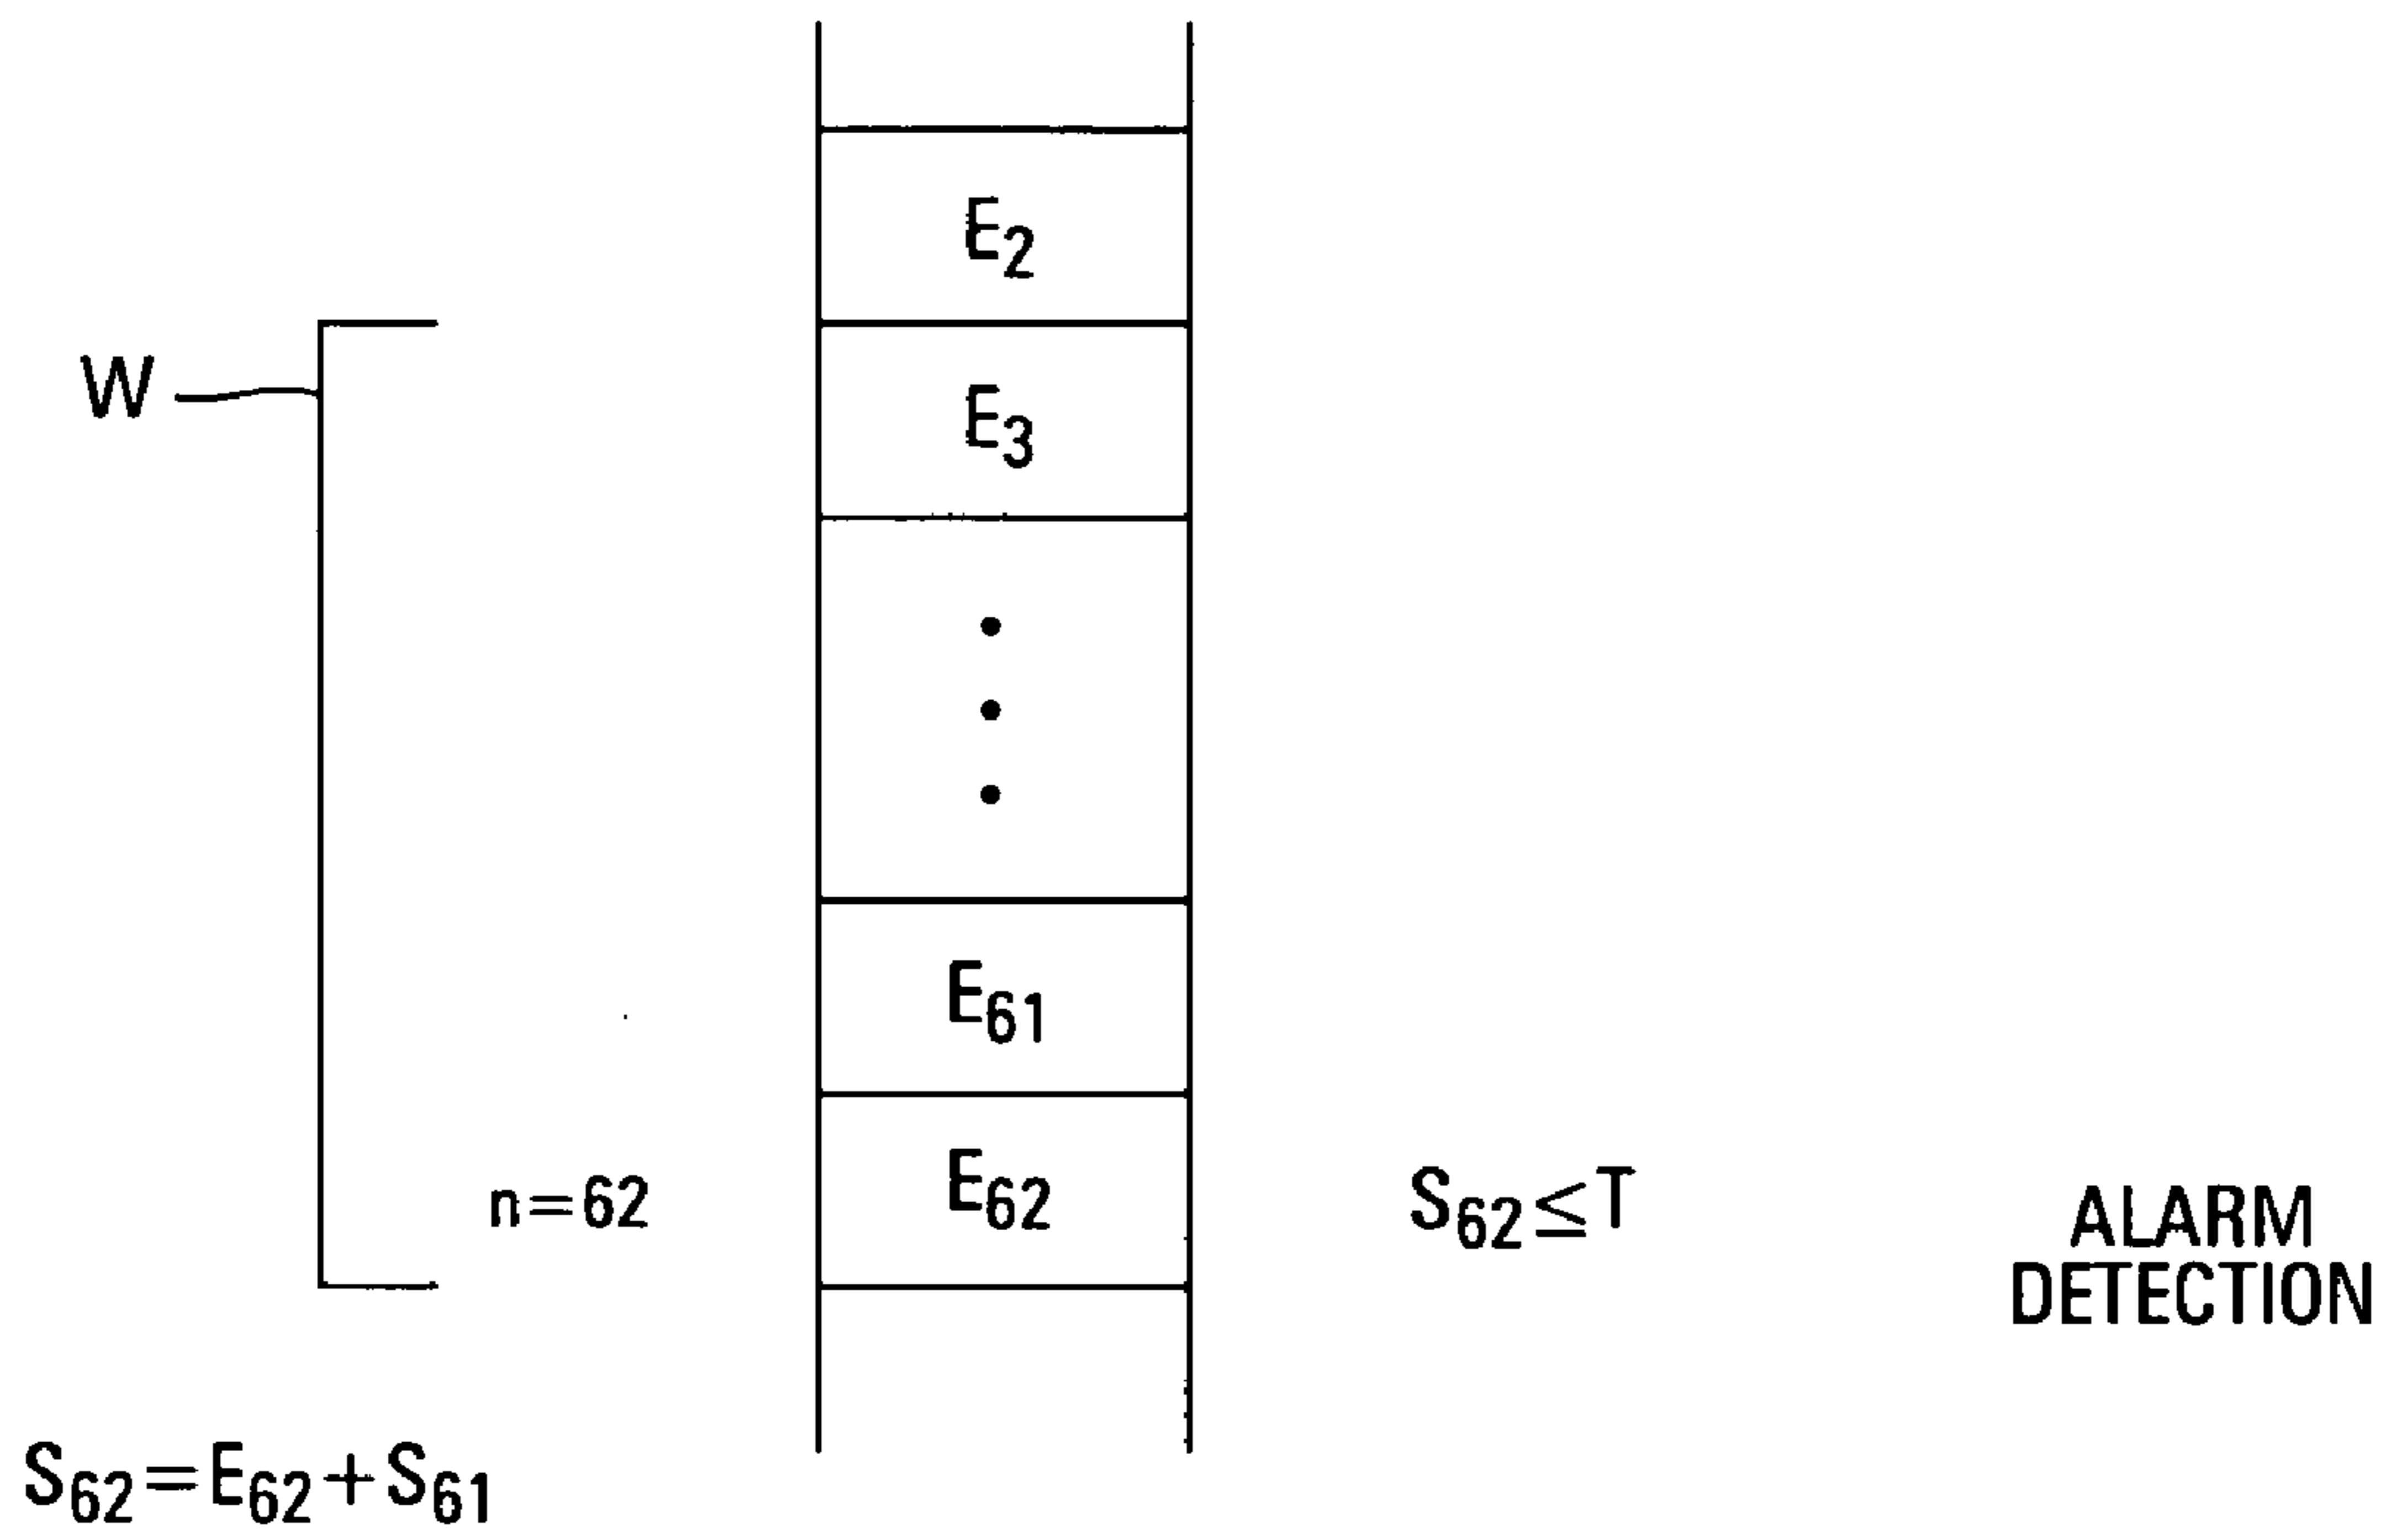 E2
W
E3
E61
n=62
E62
S62≤T
ALARM
DETECTION
S62=E62+S61